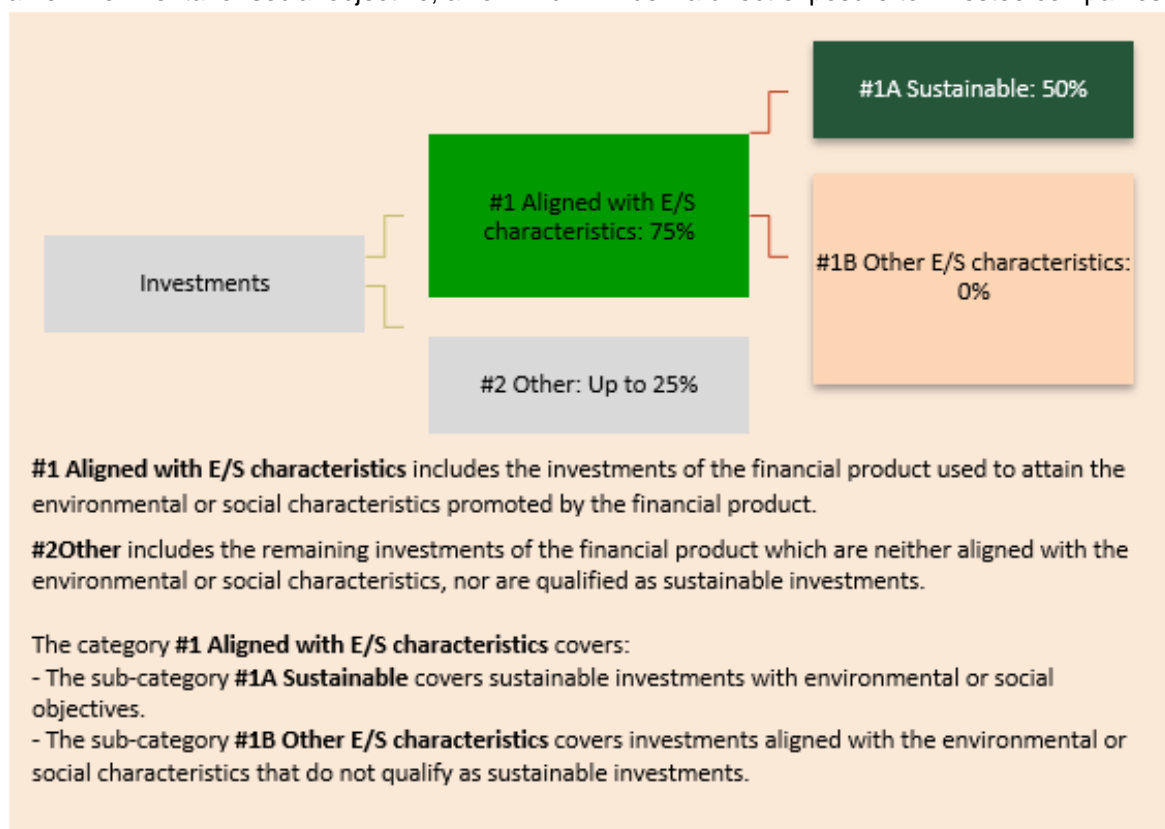 #1A Sustainable: 50%
#1 Aligned with E/S
characteristics: 75%
#1B Other E/S characteristics:
0%
Investments
#2 Other: Up to 25%
#1 Aligned with E/S characteristics includes the investments of the financial product used to attain the
environmental or social characteristics promoted by the financial product.
#2Other includes the remaining investments of the financial product which are neither aligned with the
environmental or social characteristics, nor are qualified as sustainable investments.
The category #1 Aligned with E/S characteristics covers:
- The sub-category #1A Sustainable covers sustainable investments with environmental or social
objectives.
- The sub-category #1B Other E/S characteristics covers investments aligned with the environmental or
social characteristics that do not qualify as sustainable investments.